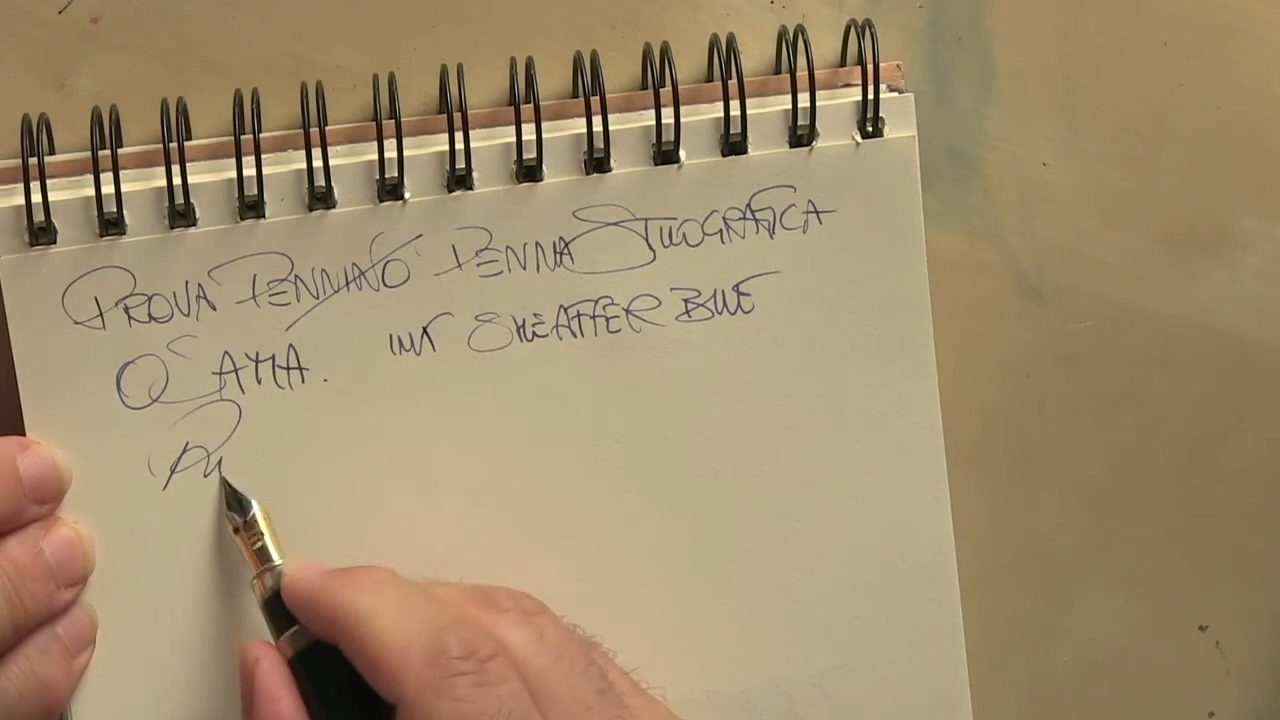 PROVA PENNINO PENNA STILOGRAFICA
OSAMA. INK SHEAFFER BLUE